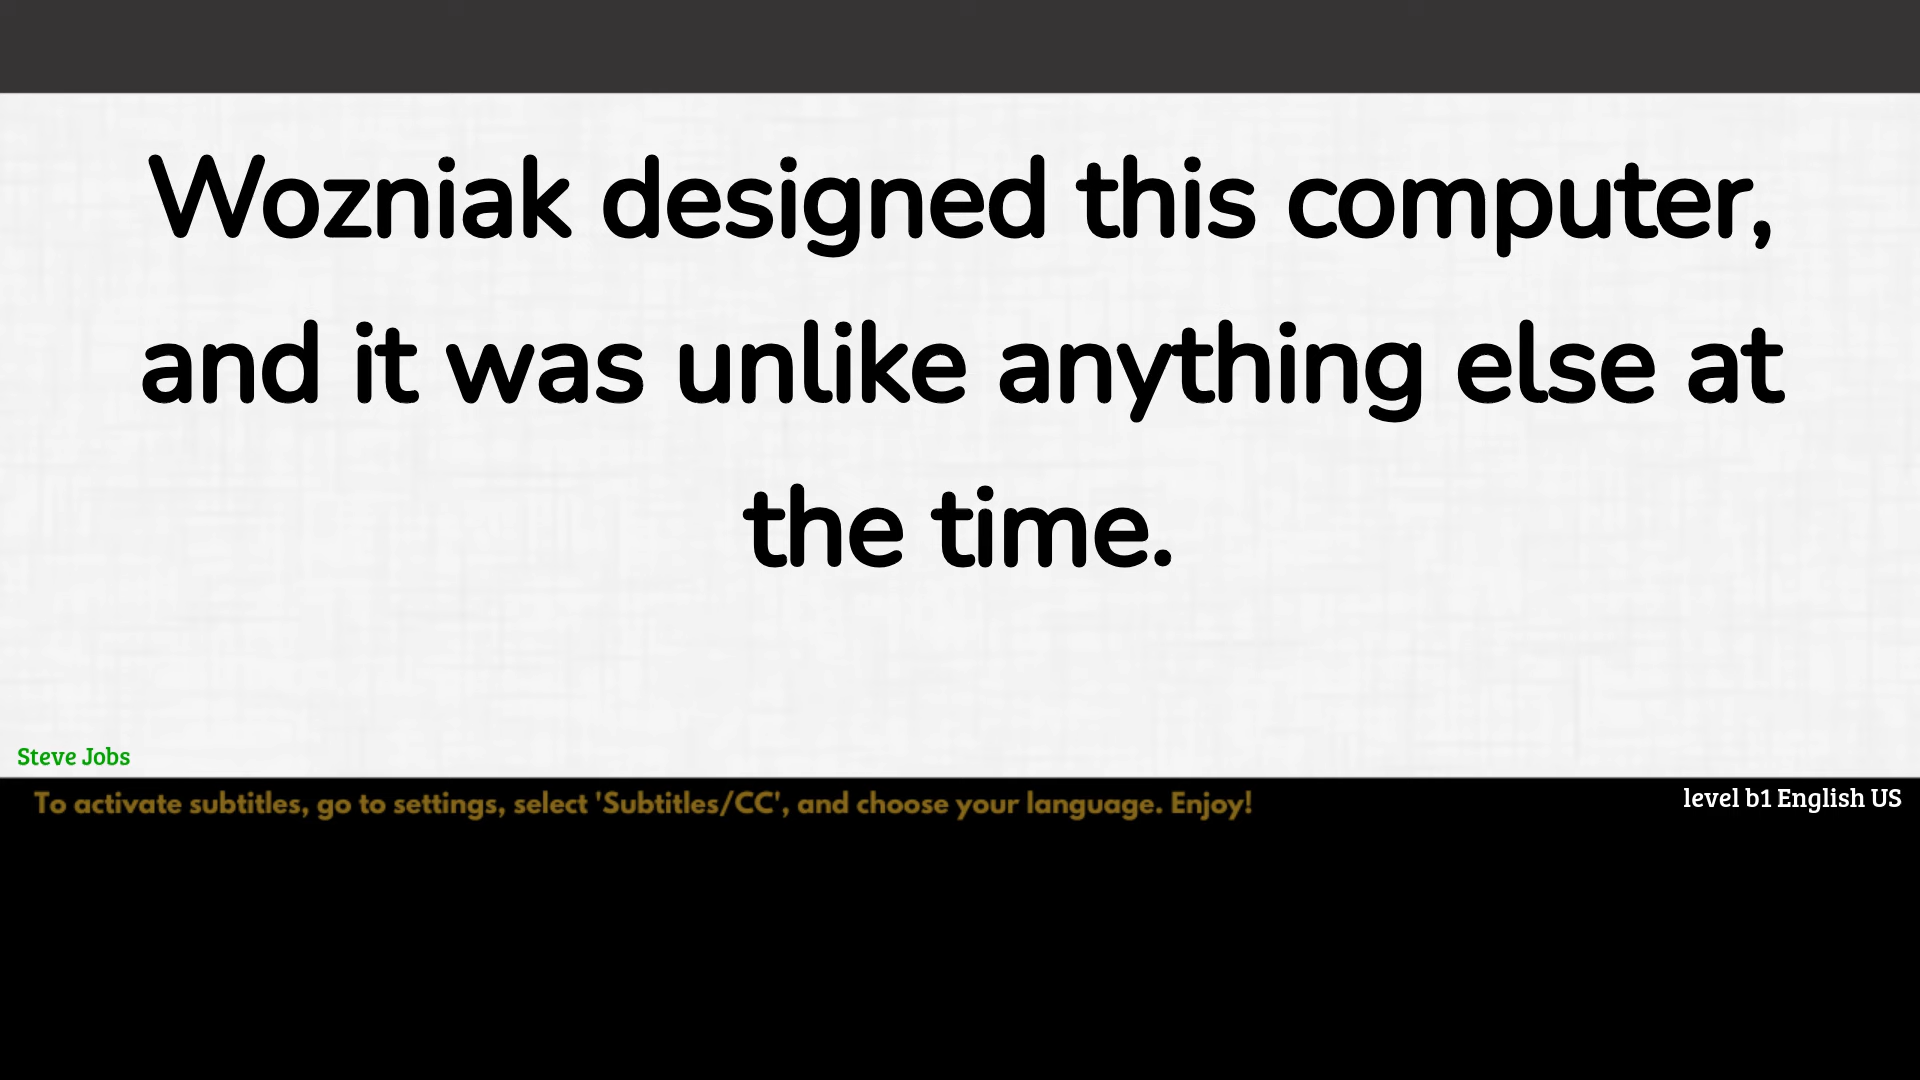 Wozniak designed this computer,
and it was unlike anything else at
the time.
Steve Jobs
To activate subtitles, go to settings, select 'Subtitles/CC', and choose your language. Enjoy!
level b1 English US